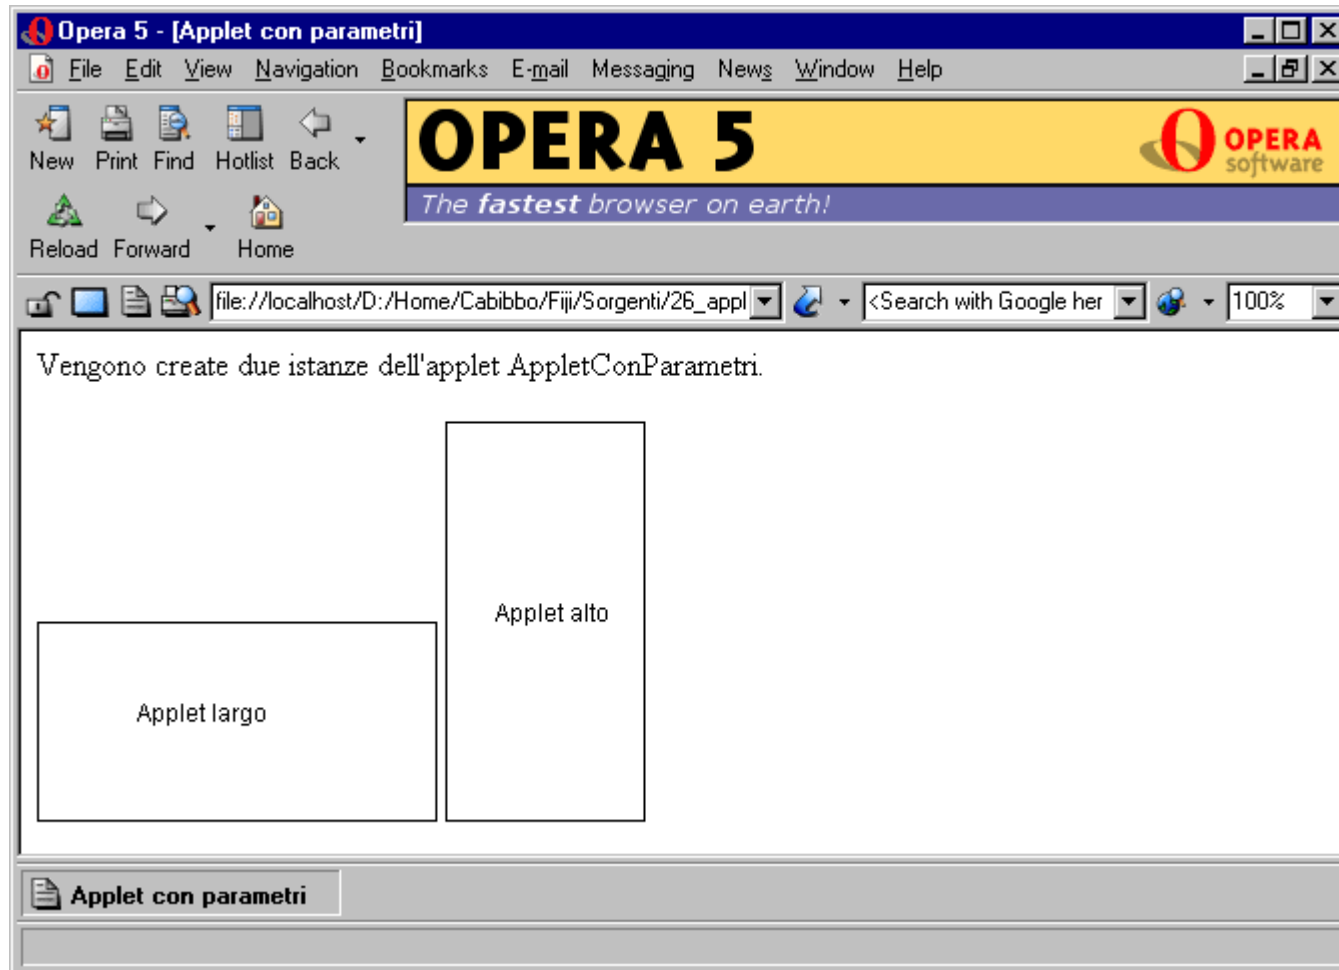 Opera 5 - [Applet con parametri]
File Edit View Navigation Bookmarks E-mail Messaging News Window Help
New Print Find Hotlist Back
OPERA 5
OPERA
software
The fastest browser on earth!
Reload Forward Home
file://localhost/D:/Home/Cabibbo/Fiji/Sorgenti/26_appl <Search with Google her 100%
Vengono create due istanze dell'applet AppletConParametri.
Applet alto
Applet largo
Applet con parametri